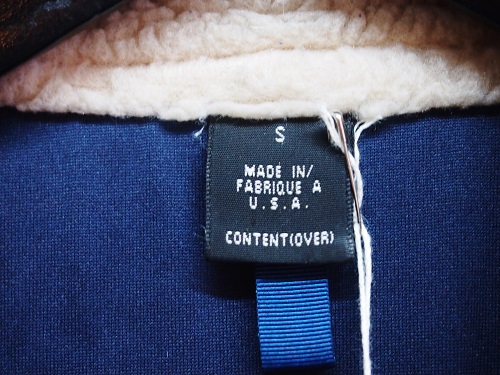 S
MADE IN/
FABRIQUE A
U.S.A.
CONTENT(OVER)